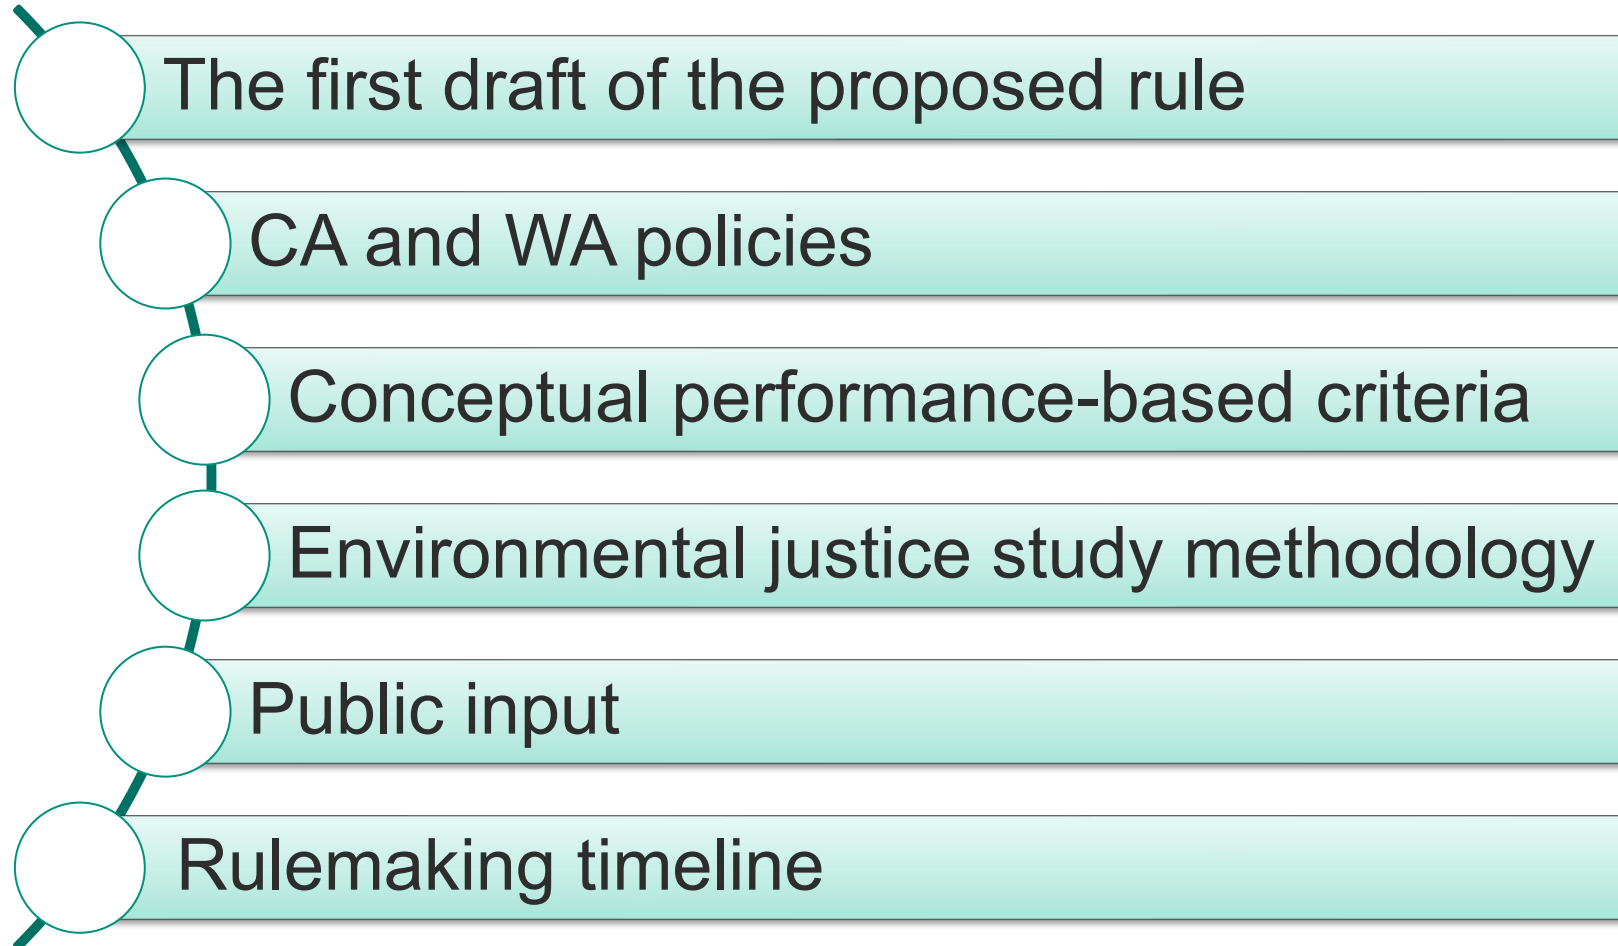 The first draft of the proposed rule
CA and WA policies
Conceptual performance-based criteria
Environmental justice study methodology
Public input
Rulemaking timeline